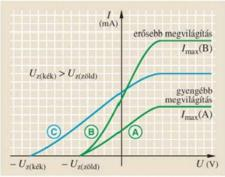 I
(mA)
erősebb megvilágítás
I_max(B)
U_z(kék) > U_z(zöld)
gyengébb
megvilágítás
I_max(A)
C
B
A
– U_z(kék)
– U_z(zöld)
U (V)